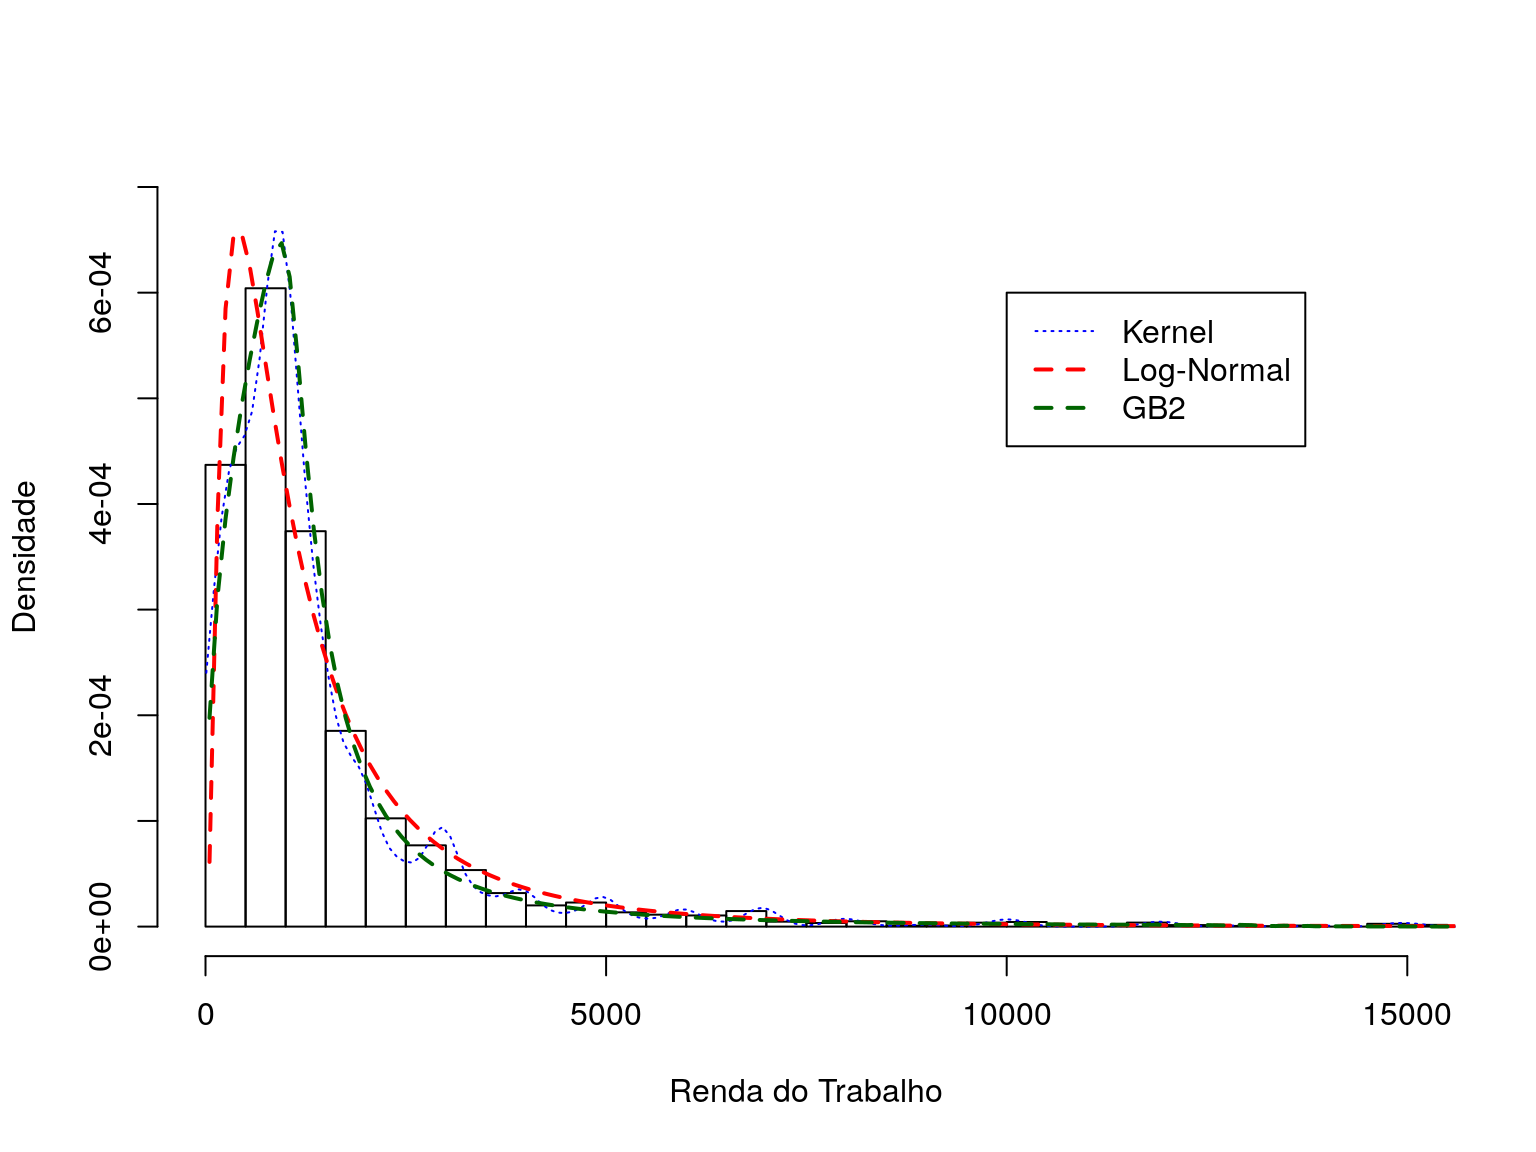 6e-04
4e-04
2e-04
0e+00
Densidade
Kernel
Log-Normal
GB2
0
5000
10000
15000
Renda do Trabalho